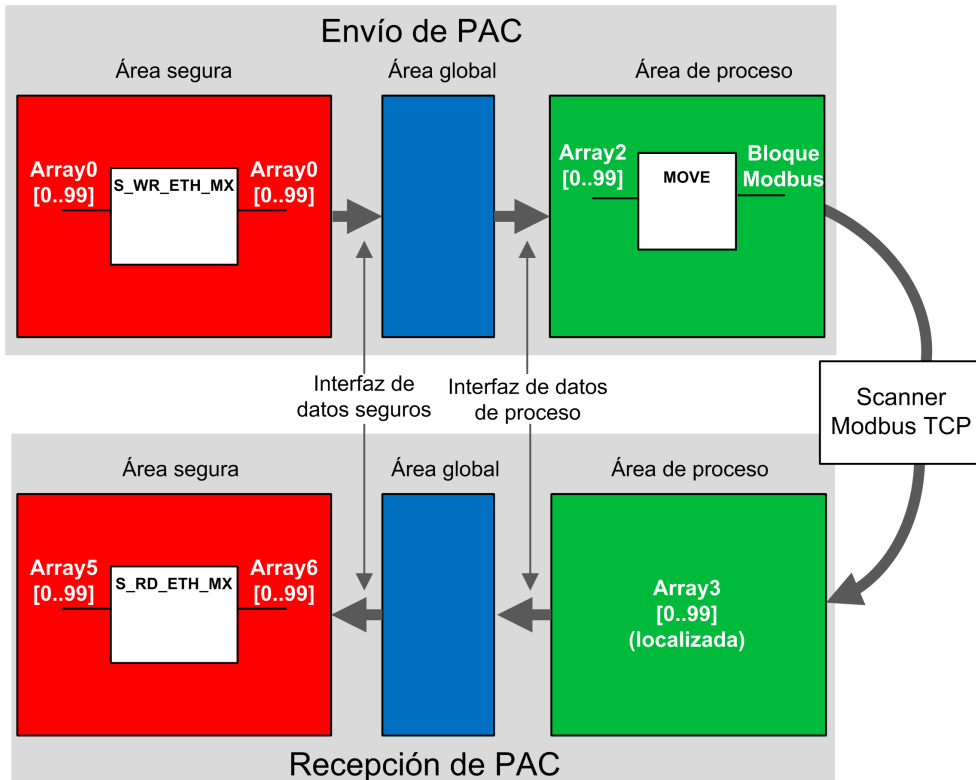 Envío de PAC
Área segura
Área global
Área de proceso
Array0
[0..99]
S_WR_ETH_MX
Array0
[0..99]
Array2
[0..99]
MOVE
Bloque
Modbus
Interfaz de
datos seguros
Interfaz de datos
de proceso
Scanner
Modbus TCP
Área segura
Área global
Área de proceso
Array5
[0..99]
S_RD_ETH_MX
Array6
[0..99]
Array3
[0..99]
(localizada)
Recepción de PAC